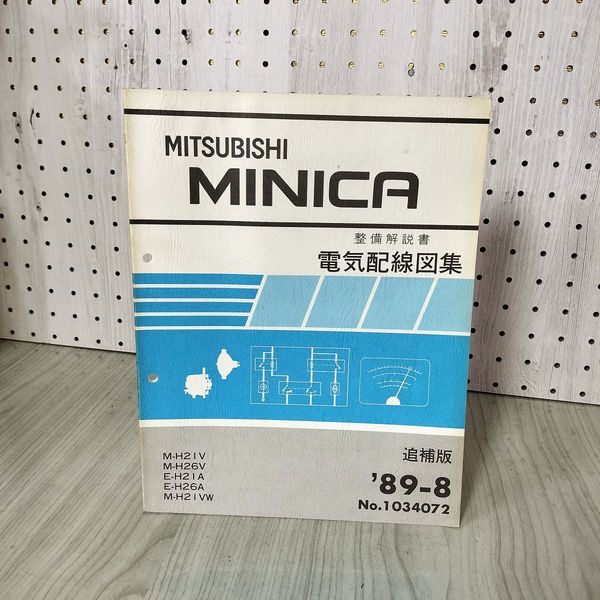 MITSUBISHI
MINICA
整備解説書
電気配線図集
M-H21V
M-H26V
E-H21A
E-H26A
M-H21VW
追補版
'89-8
No.1034072